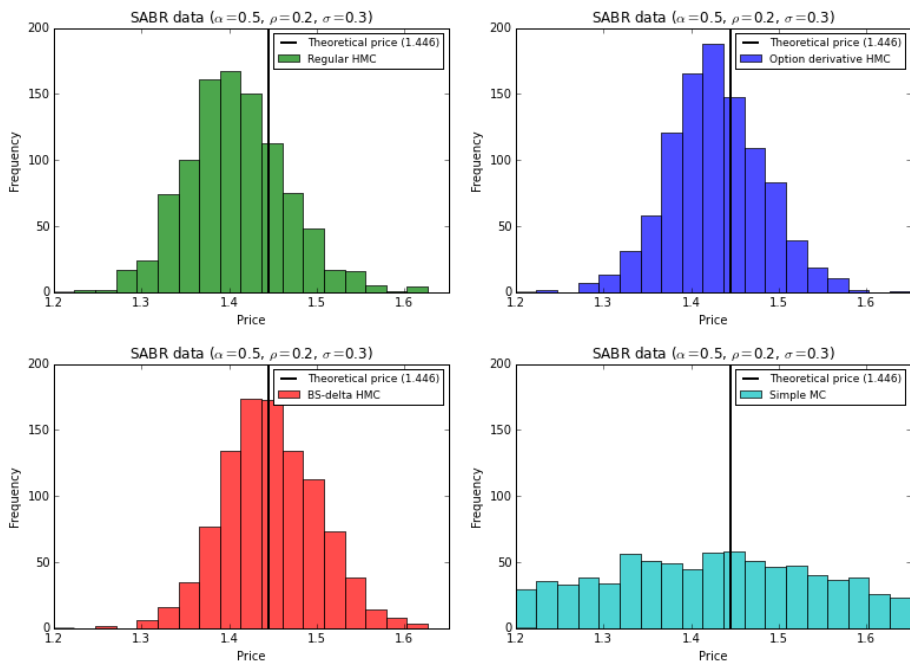 SABR data (α=0.5, ρ=0.2, σ=0.3)
200
150
100
50
0
Frequency
Theoretical price (1.446)
Regular HMC
1.2
1.3
1.4
1.5
1.6
Price
SABR data (α=0.5, ρ=0.2, σ=0.3)
200
150
100
50
0
Frequency
Theoretical price (1.446)
Option derivative HMC
1.2
1.3
1.4
1.5
1.6
Price
SABR data (α=0.5, ρ=0.2, σ=0.3)
200
150
100
50
0
Frequency
Theoretical price (1.446)
BS-delta HMC
1.2
1.3
1.4
1.5
1.6
Price
SABR data (α=0.5, ρ=0.2, σ=0.3)
200
150
100
50
0
Frequency
Theoretical price (1.446)
Simple MC
1.2
1.3
1.4
1.5
1.6
Price